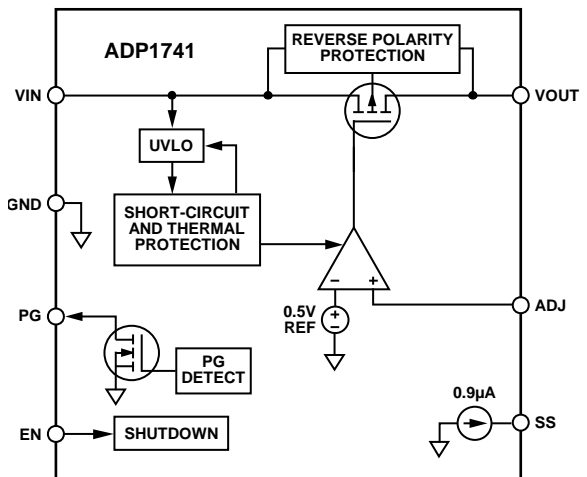 ADP1741
REVERSE POLARITY
PROTECTION
VIN
VOUT
UVLO
GND
SHORT-CIRCUIT
AND THERMAL
PROTECTION
–
+
0.5V
REF
+
–
ADJ
PG
PG
DETECT
0.9µA
EN
SHUTDOWN
SS